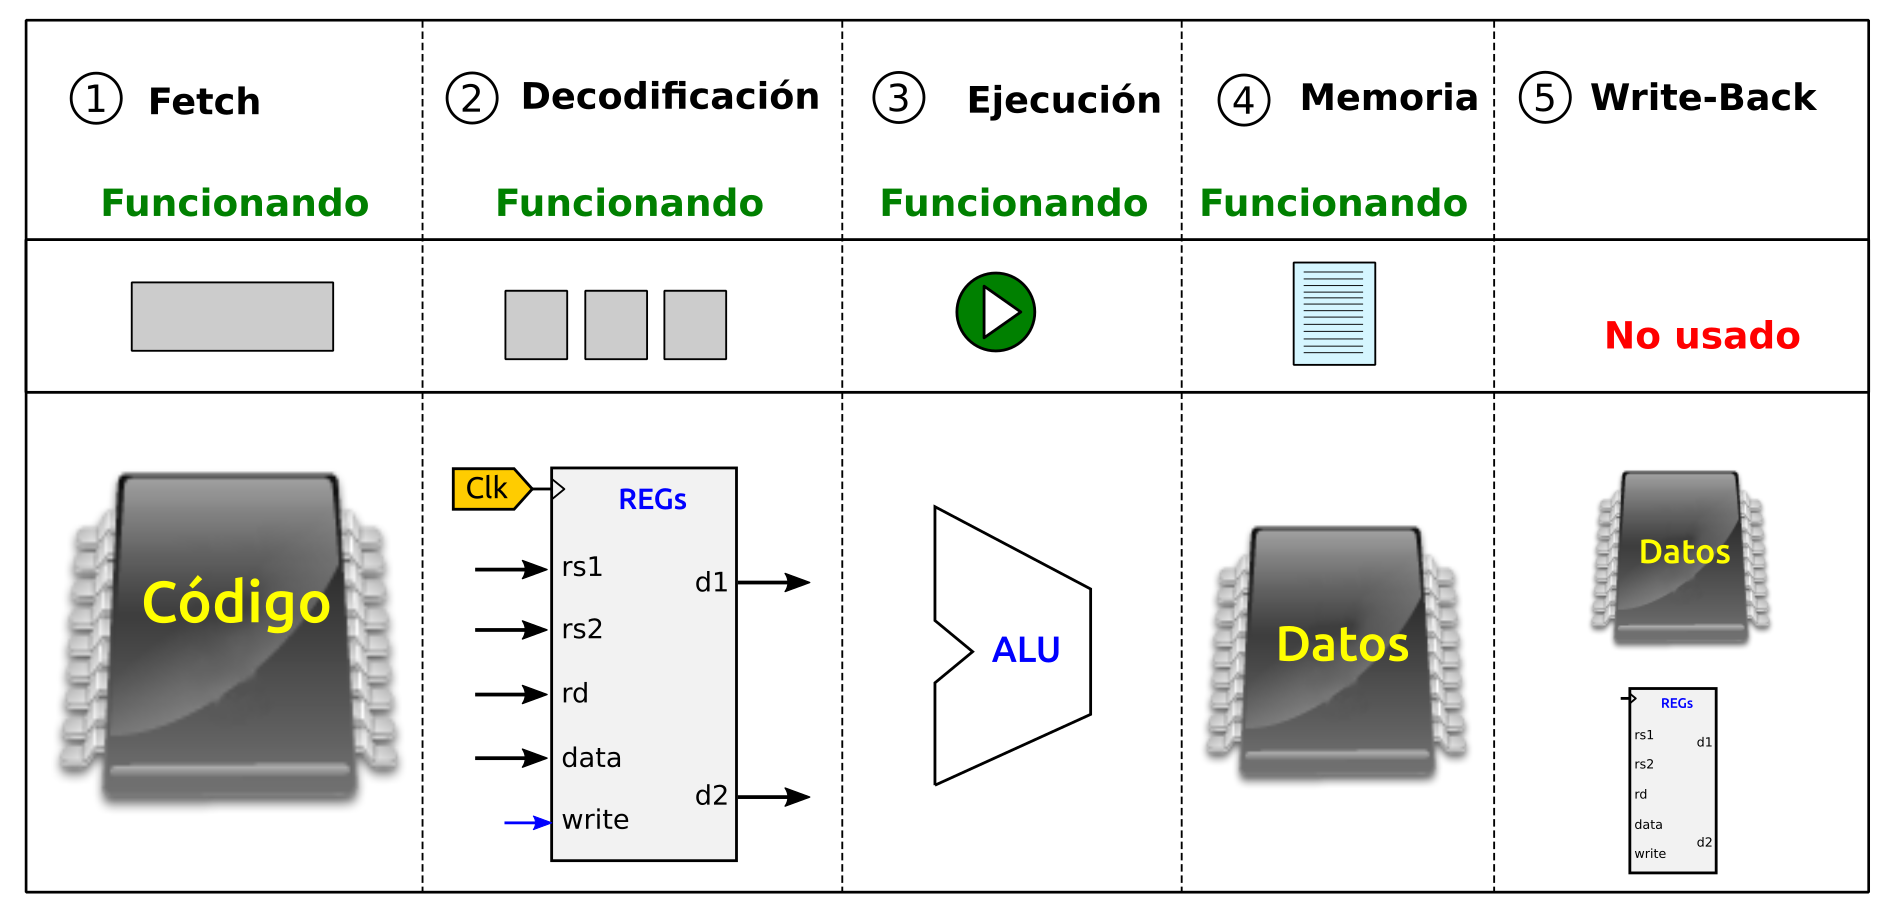 1 Fetch
2 Decodificación
3 Ejecución
4 Memoria
5 Write-Back
Funcionando
Funcionando
Funcionando
Funcionando
No usado
Código
Clk
REGs
rs1
d1
rs2
rd
data
d2
write
ALU
Datos
Datos
REGs
rs1
d1
rs2
rd
data
d2
write